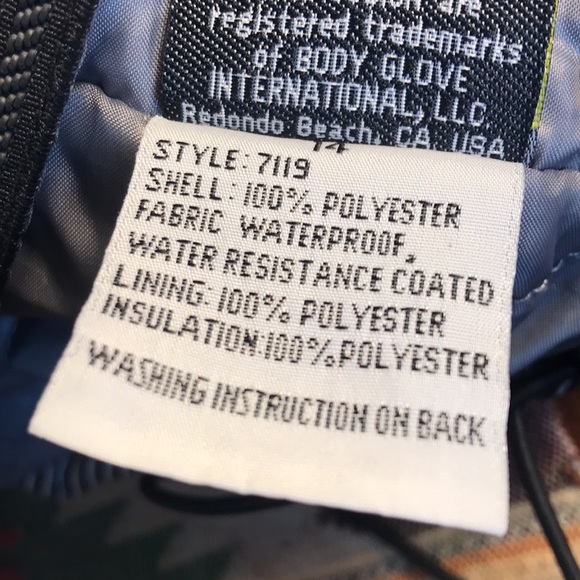 are
registered trademarks
of BODY GLOVE
INTERNATIONAL, LLC
Redondo Beach, CA, USA
14
STYLE: 7119
SHELL: 100% POLYESTER
FABRIC WATERPROOF,
WATER RESISTANCE COATED
LINING: 100% POLYESTER
INSULATION:100%POLYESTER
WASHING INSTRUCTION ON BACK